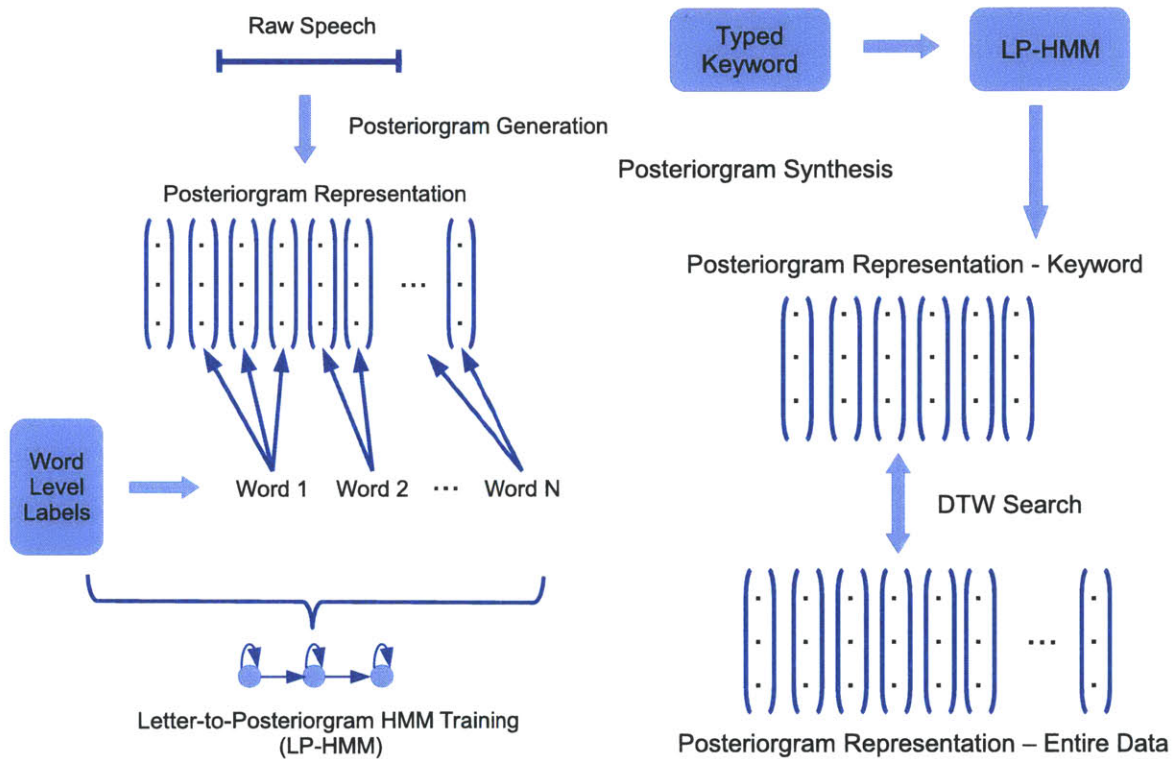 Raw Speech
Posteriorgram Generation
Posteriorgram Representation
...
Word
Level
Labels
Word 1 Word 2 ... Word N
Letter-to-Posteriorgram HMM Training
(LP-HMM)
Typed
Keyword
LP-HMM
Posteriorgram Synthesis
Posteriorgram Representation - Keyword
DTW Search
...
Posteriorgram Representation – Entire Data